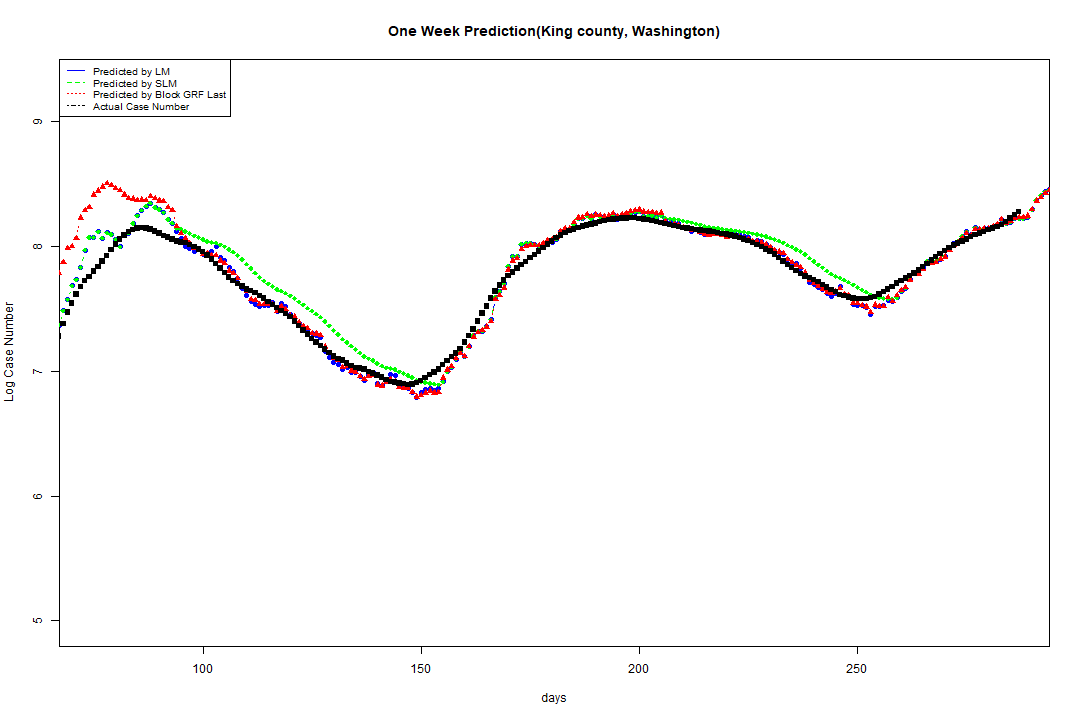 One Week Prediction(King county, Washington)
Predicted by LM
Predicted by SLM
Predicted by Block GRF Last
Actual Case Number
9
8
7
6
5
Log Case Number
100 150 200 250
days